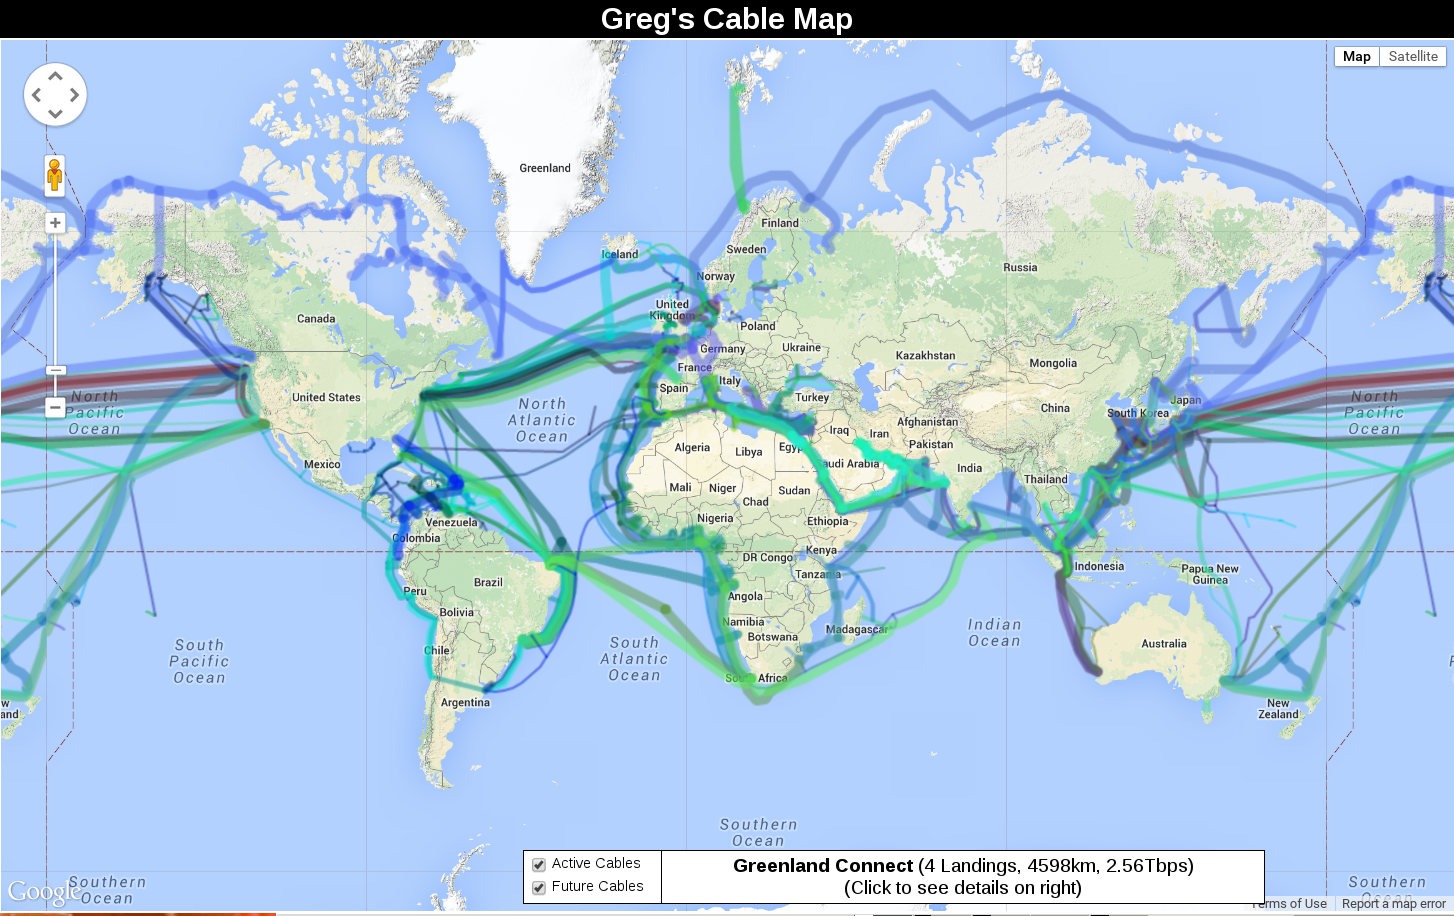 Greg's Cable Map
Map
Satellite
Greenland
Finland
Sweden
Iceland
Russia
Norway
United
Kingdom
Canada
Poland
Germany
Ukraine
Kazakhstan
France
Mongolia
Italy
Spain
United States
North
Pacific
Ocean
North
Atlantic
Ocean
Turkey
China
South Korea
Japan
North
Pacific
Ocean
Afghanistan
Iraq
Iran
Pakistan
Algeria
Libya
Egypt
Saudi Arabia
India
Mexico
Thailand
Mali
Niger
Sudan
Chad
Nigeria
Ethiopia
Venezuela
Colombia
Kenya
DR Congo
Indonesia
Papua New
Guinea
Tanzania
Brazil
Peru
Angola
Bolivia
Namibia
Botswana
Madagascar
Indian
Ocean
South
Pacific
Ocean
South
Atlantic
Ocean
Australia
Chile
South Africa
Argentina
w
and
New
Zealand
Southern
Ocean
Active Cables
Future Cables
Greenland Connect (4 Landings, 4598km, 2.56Tbps)
(Click to see details on right)
Google
Southern
Ocean
Southern
Ocean
Terms of Use
Report a map error